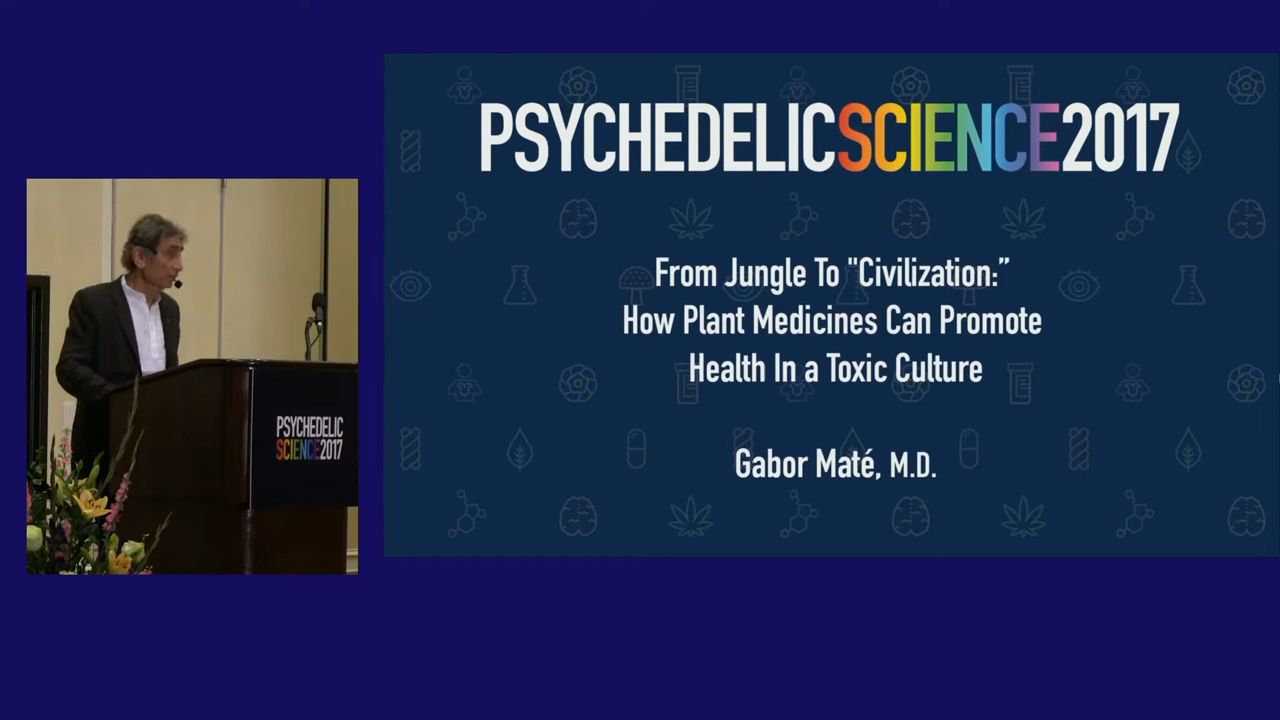 PSYCHEDELICSCIENCE2017
From Jungle To "Civilization:”
How Plant Medicines Can Promote
Health In a Toxic Culture
Gabor Maté, M.D.
PSYCHEDELIC
SCIENCE2017